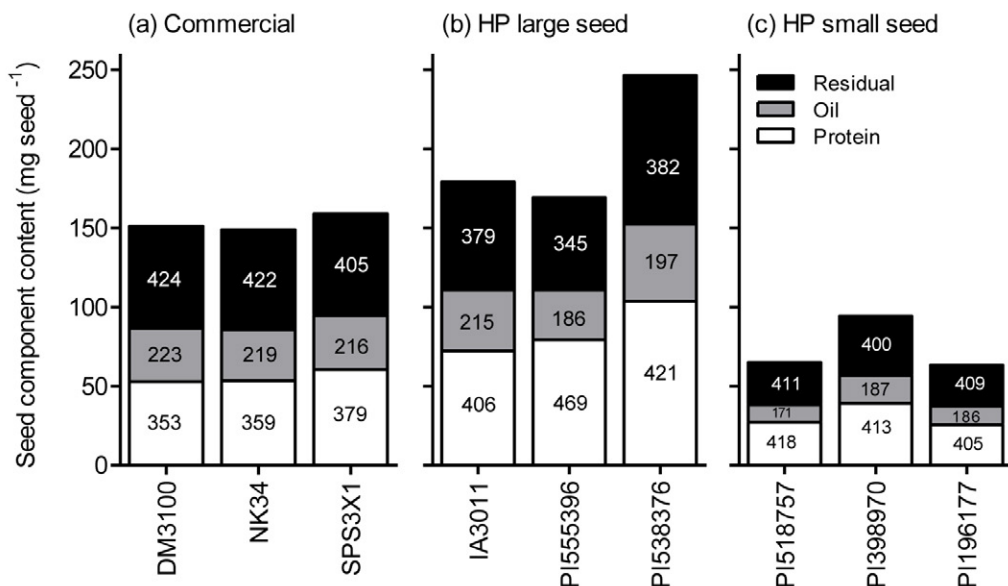 (a) Commercial
(b) HP large seed
(c) HP small seed
Seed component content (mg seed ⁻¹)
250
200
150
100
50
0
424
223
353
422
219
359
405
216
379
379
215
406
345
186
469
382
197
421
Residual
Oil
Protein
411
171
418
400
187
413
409
186
405
DM3100
NK34
SPS3X1
IA3011
PI555396
PI538376
PI518757
PI398970
PI196177